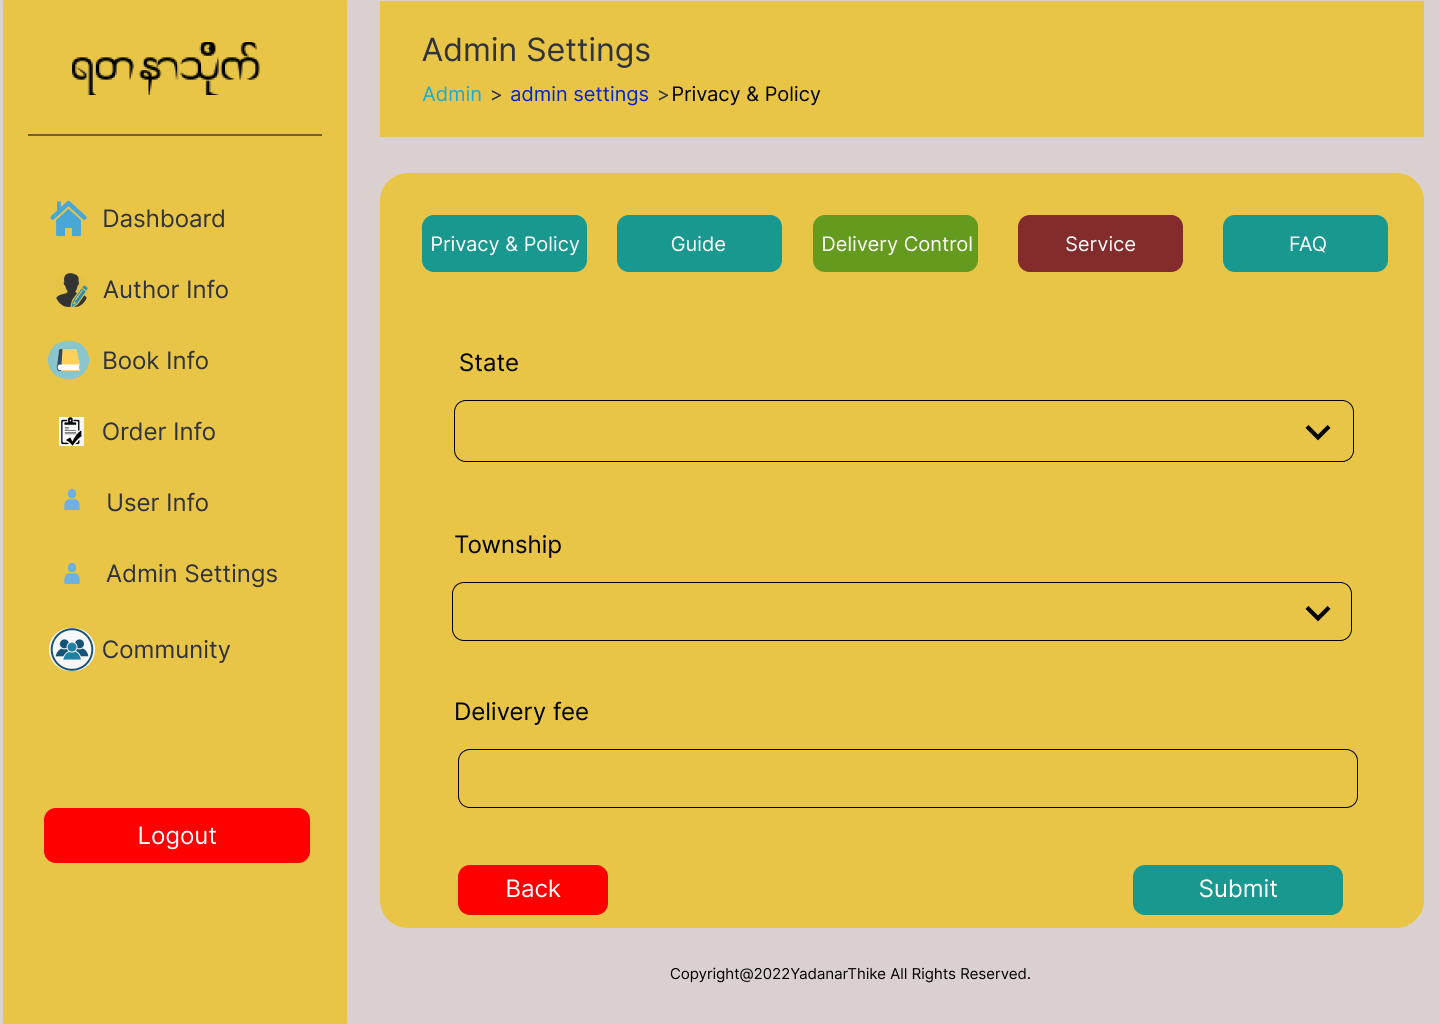 ရတနာသိုက်
Dashboard
Author Info
Book Info
Order Info
User Info
Admin Settings
Community
Logout
Admin Settings
Admin > admin settings >Privacy & Policy
Privacy & Policy Guide Delivery Control Service FAQ
State
Township
Delivery fee
Back Submit
Copyright@2022YadanarThike All Rights Reserved.